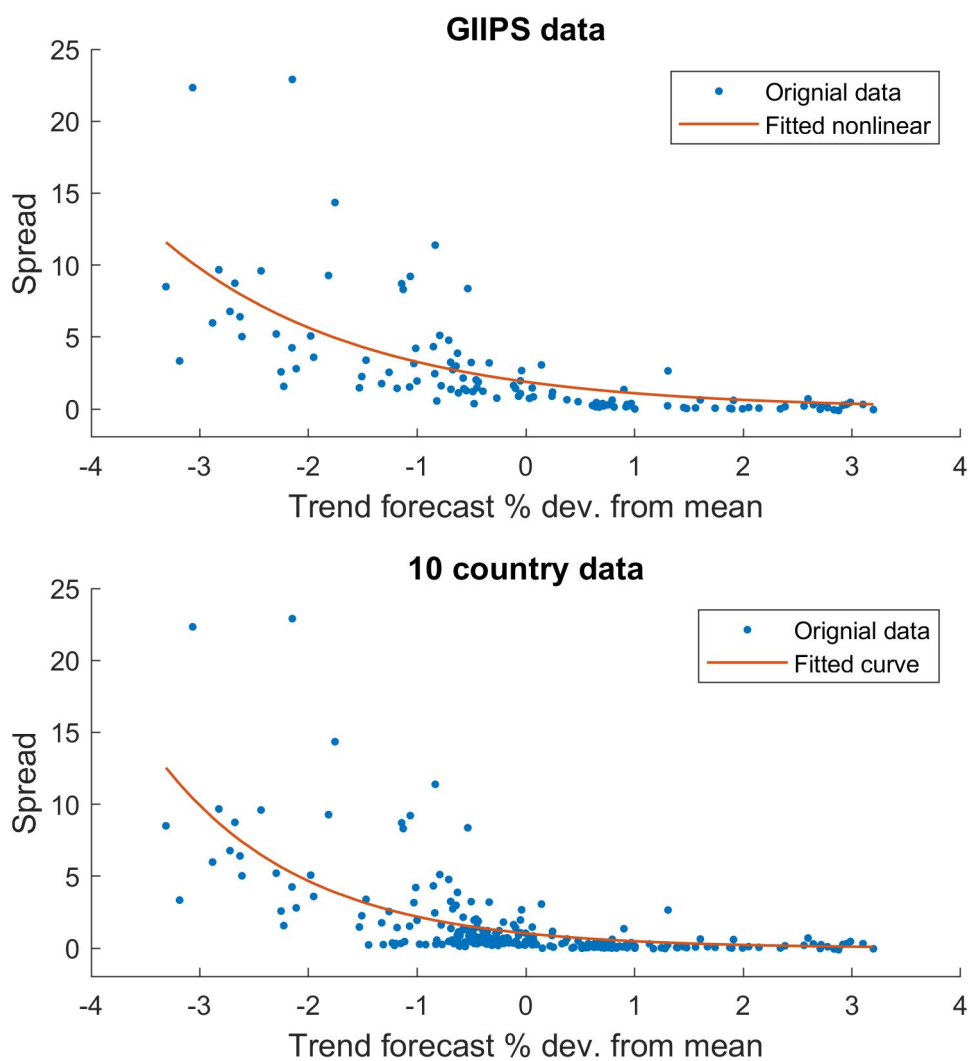 GIIPS data
25
20
15
10
5
0
Spread
Orignial data
Fitted nonlinear
-4 -3 -2 -1 0 1 2 3 4
Trend forecast % dev. from mean
10 country data
25
20
15
10
5
0
Spread
Orignial data
Fitted curve
-4 -3 -2 -1 0 1 2 3 4
Trend forecast % dev. from mean